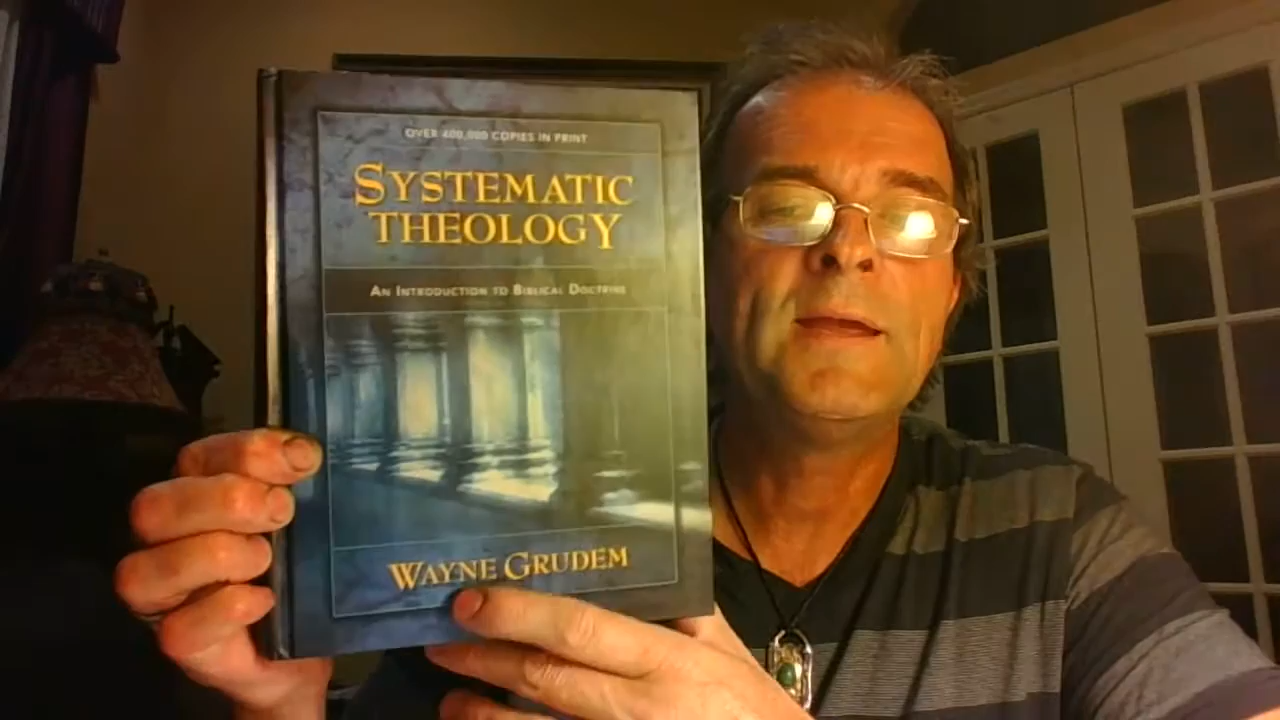 OVER 400,000 COPIES IN PRINT
SYSTEMATIC
THEOLOGY
AN INTRODUCTION TO BIBLICAL DOCTRINE
WAYNE GRUDEM